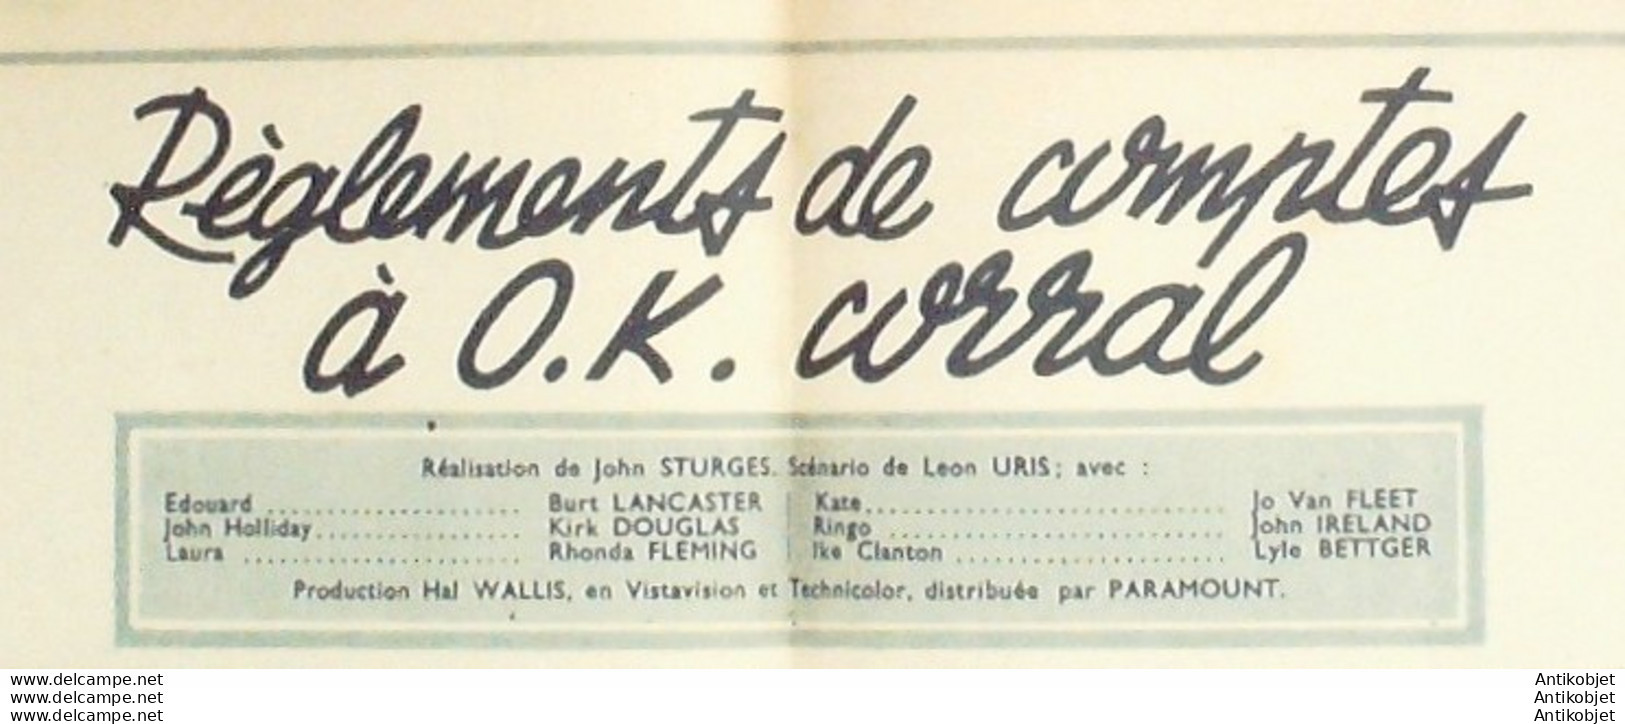 Règlements de comptes
à O.K. corral
Réalisation de John STURGES. Scénario de Leon URIS; avec :
Edouard ........................ Burt LANCASTER | Kate................................ Jo Van FLEET
John Holliday................... Kirk DOUGLAS | Ringo ............................... John IRELAND
Laura .......................... Rhonda FLEMING | Ike Clanton ......................... Lyle BETTGER
Production Hal WALLIS, en Vistavision et Technicolor, distribuée par PARAMOUNT.
www.delcampe.net Antikobjet
www.delcampe.net Antikobjet
www.delcampe.net Antikobjet